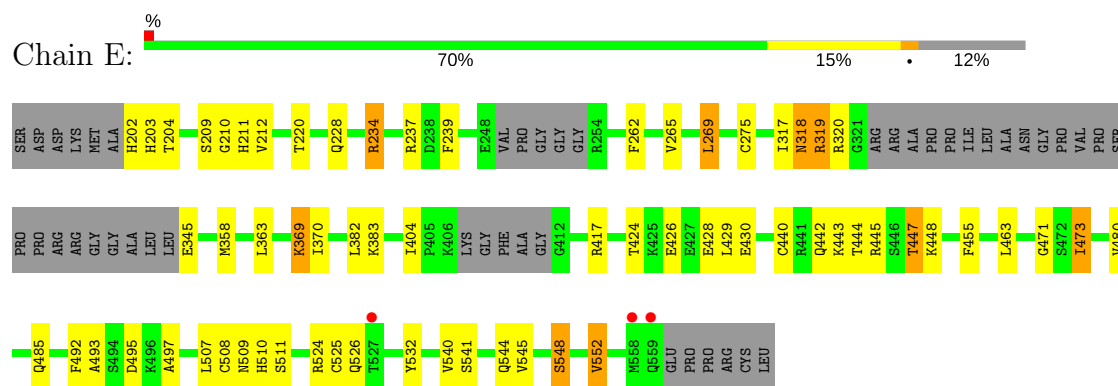 %
Chain E:
70% 15% • 12%
SER ASP ASP LYS MET ALA H202 H203 T204 S209 G210 H211 V212 T220 Q228 R234 R237 D238 F239 E248 VAL PRO GLY GLY GLY R254 F262 V265 L269 C275 I317 N318 R319 R320 G321 ARG ARG ALA PRO PRO ILE LEU ALA ASN GLY PRO VAL PRO SER
PRO PRO ARG ARG GLY GLY ALA LEU LEU E345 M358 L363 K369 I370 L382 K383 I404 P405 K406 LYS GLY PHE ALA GLY G412 R417 T424 K425 E426 E427 E428 L429 E430 C440 R441 Q442 K443 T444 R445 S446 T447 K448 F455 L463 G471 S472 I473 V480
Q485 F492 A493 S494 D495 K496 A497 L507 C508 N509 H510 S511 R524 C525 Q526 T527 Y532 V540 S541 Q544 V545 S548 V552 M558 Q559 GLU PRO PRO ARG CYS LEU